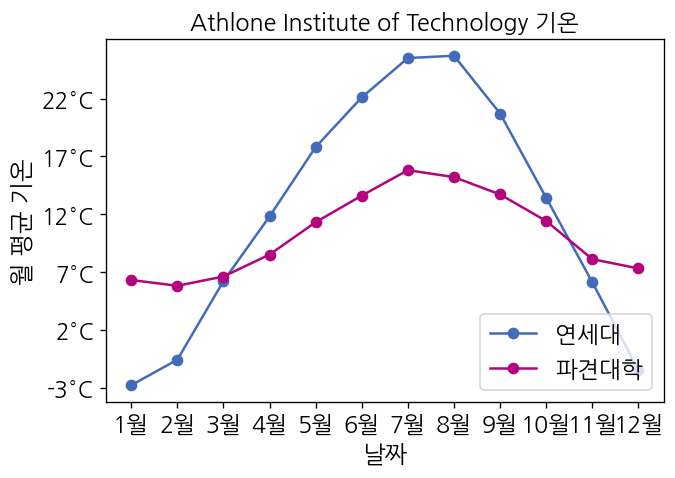 Athlone Institute of Technology 기온
월 평균 기온
22˚C
17˚C
12˚C
7˚C
2˚C
-3˚C
연세대
파견대학
1월 2월 3월 4월 5월 6월 7월 8월 9월 10월 11월 12월
날짜